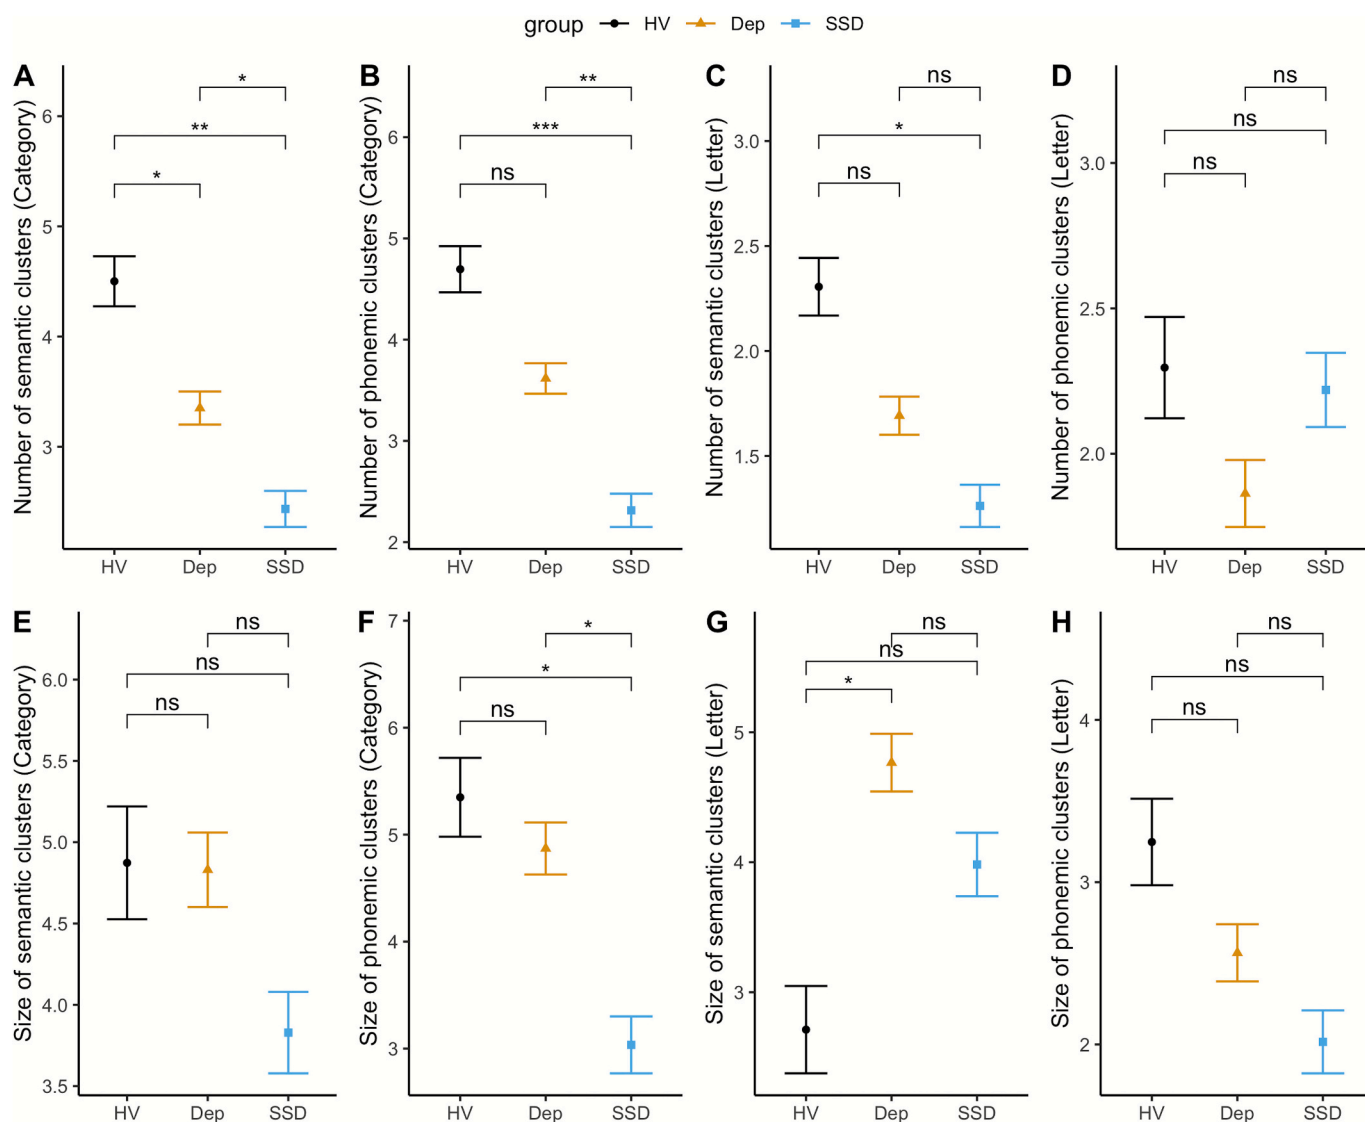 group HV Dep SSD
A
Number of semantic clusters (Category)
6
5
4
3
*
**
*
HV Dep SSD
B
Number of phonemic clusters (Category)
6
5
4
3
2
**
***
ns
HV Dep SSD
C
Number of semantic clusters (Letter)
3.0
2.5
2.0
1.5
ns
*
ns
HV Dep SSD
D
Number of phonemic clusters (Letter)
3.0
2.5
2.0
ns
ns
ns
HV Dep SSD
E
Size of semantic clusters (Category)
6.0
5.5
5.0
4.5
4.0
3.5
ns
ns
ns
HV Dep SSD
F
Size of phonemic clusters (Category)
7
6
5
4
3
*
*
ns
HV Dep SSD
G
Size of semantic clusters (Letter)
5
4
3
ns
ns
*
HV Dep SSD
H
Size of phonemic clusters (Letter)
4
3
2
ns
ns
ns
HV Dep SSD